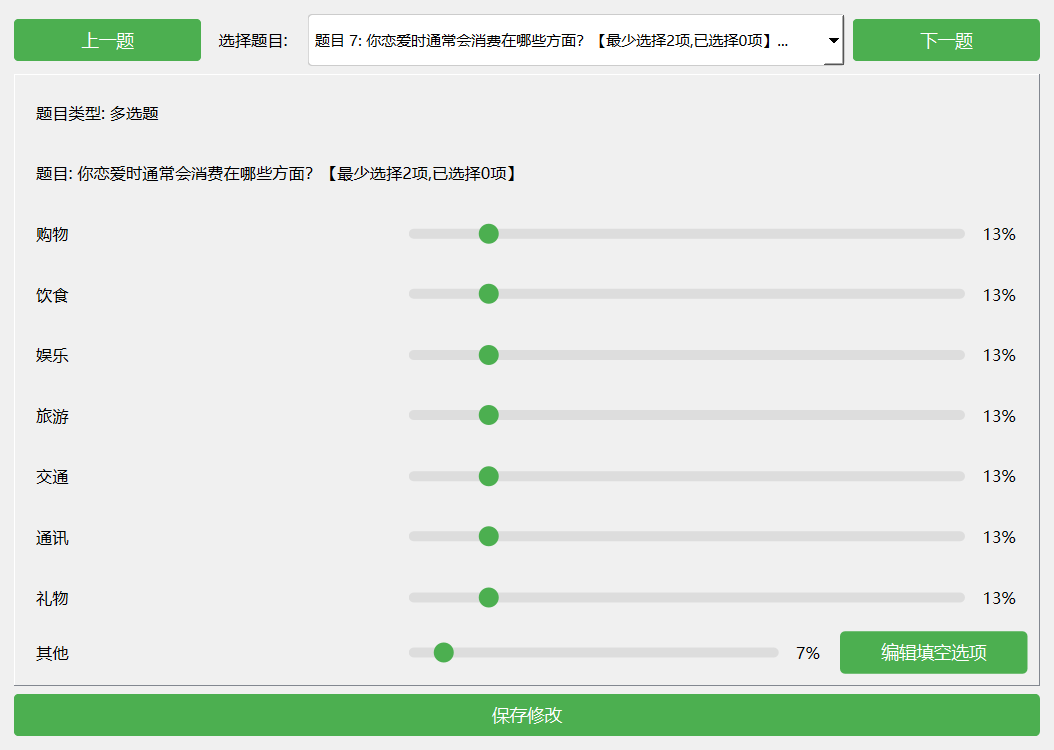 上一题 选择题目: 题目 7: 你恋爱时通常会消费在哪些方面？【最少选择2项,已选择0项】... 下一题
题目类型: 多选题
题目: 你恋爱时通常会消费在哪些方面？【最少选择2项,已选择0项】
购物 13%
饮食 13%
娱乐 13%
旅游 13%
交通 13%
通讯 13%
礼物 13%
其他 7% 编辑填空选项
保存修改